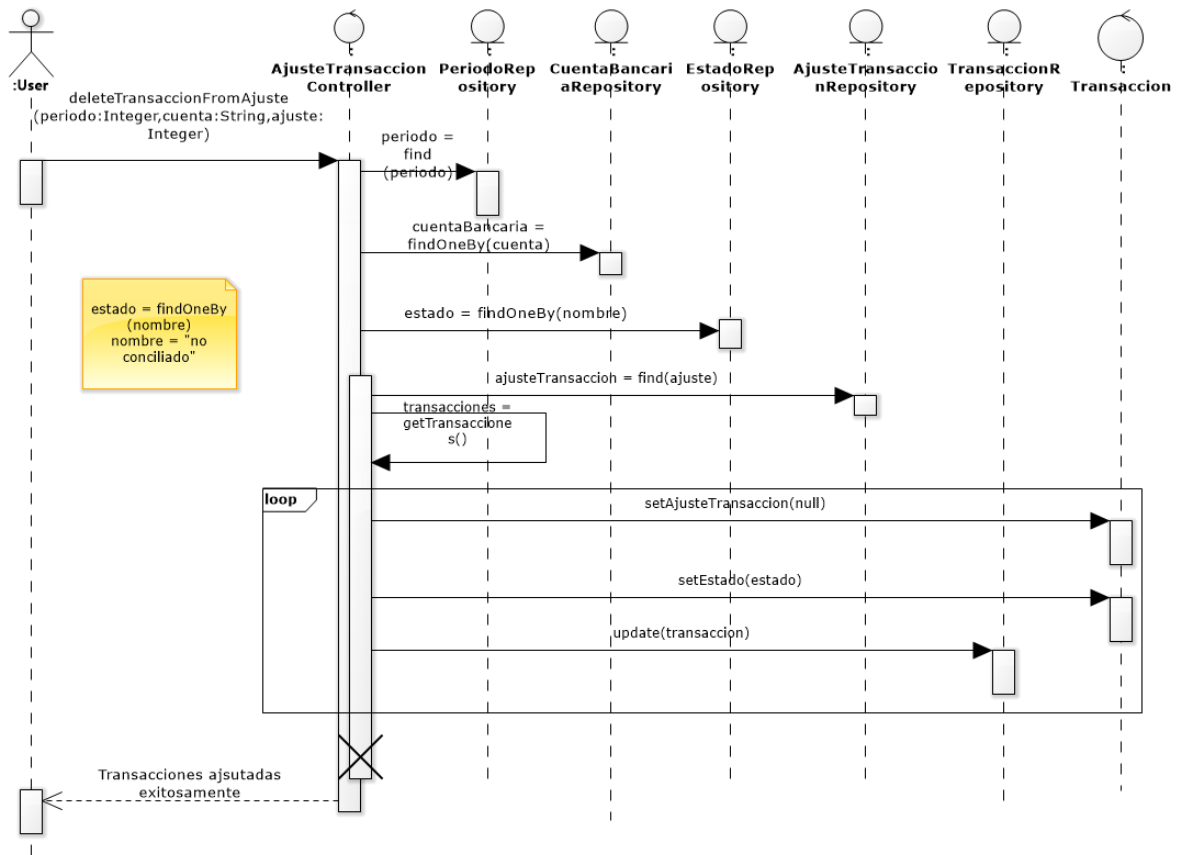 :User
:
AjusteTransaccion
Controller
:
PeriodoRep
ository
:
CuentaBancari
aRepository
:
EstadoRep
ository
:
AjusteTransaccio
nRepository
:
TransaccionR
epository
:
Transaccion
deleteTransaccionFromAjuste
(periodo:Integer,cuenta:String,ajuste:
Integer)
periodo =
find
(periodo)
cuentaBancaria =
findOneBy(cuenta)
estado = findOneBy
(nombre)
nombre = "no
conciliado"
estado = findOneBy(nombre)
ajusteTransaccion = find(ajuste)
transacciones =
getTransaccione
s()
loop
setAjusteTransaccion(null)
setEstado(estado)
update(transaccion)
Transacciones ajsutadas
exitosamente